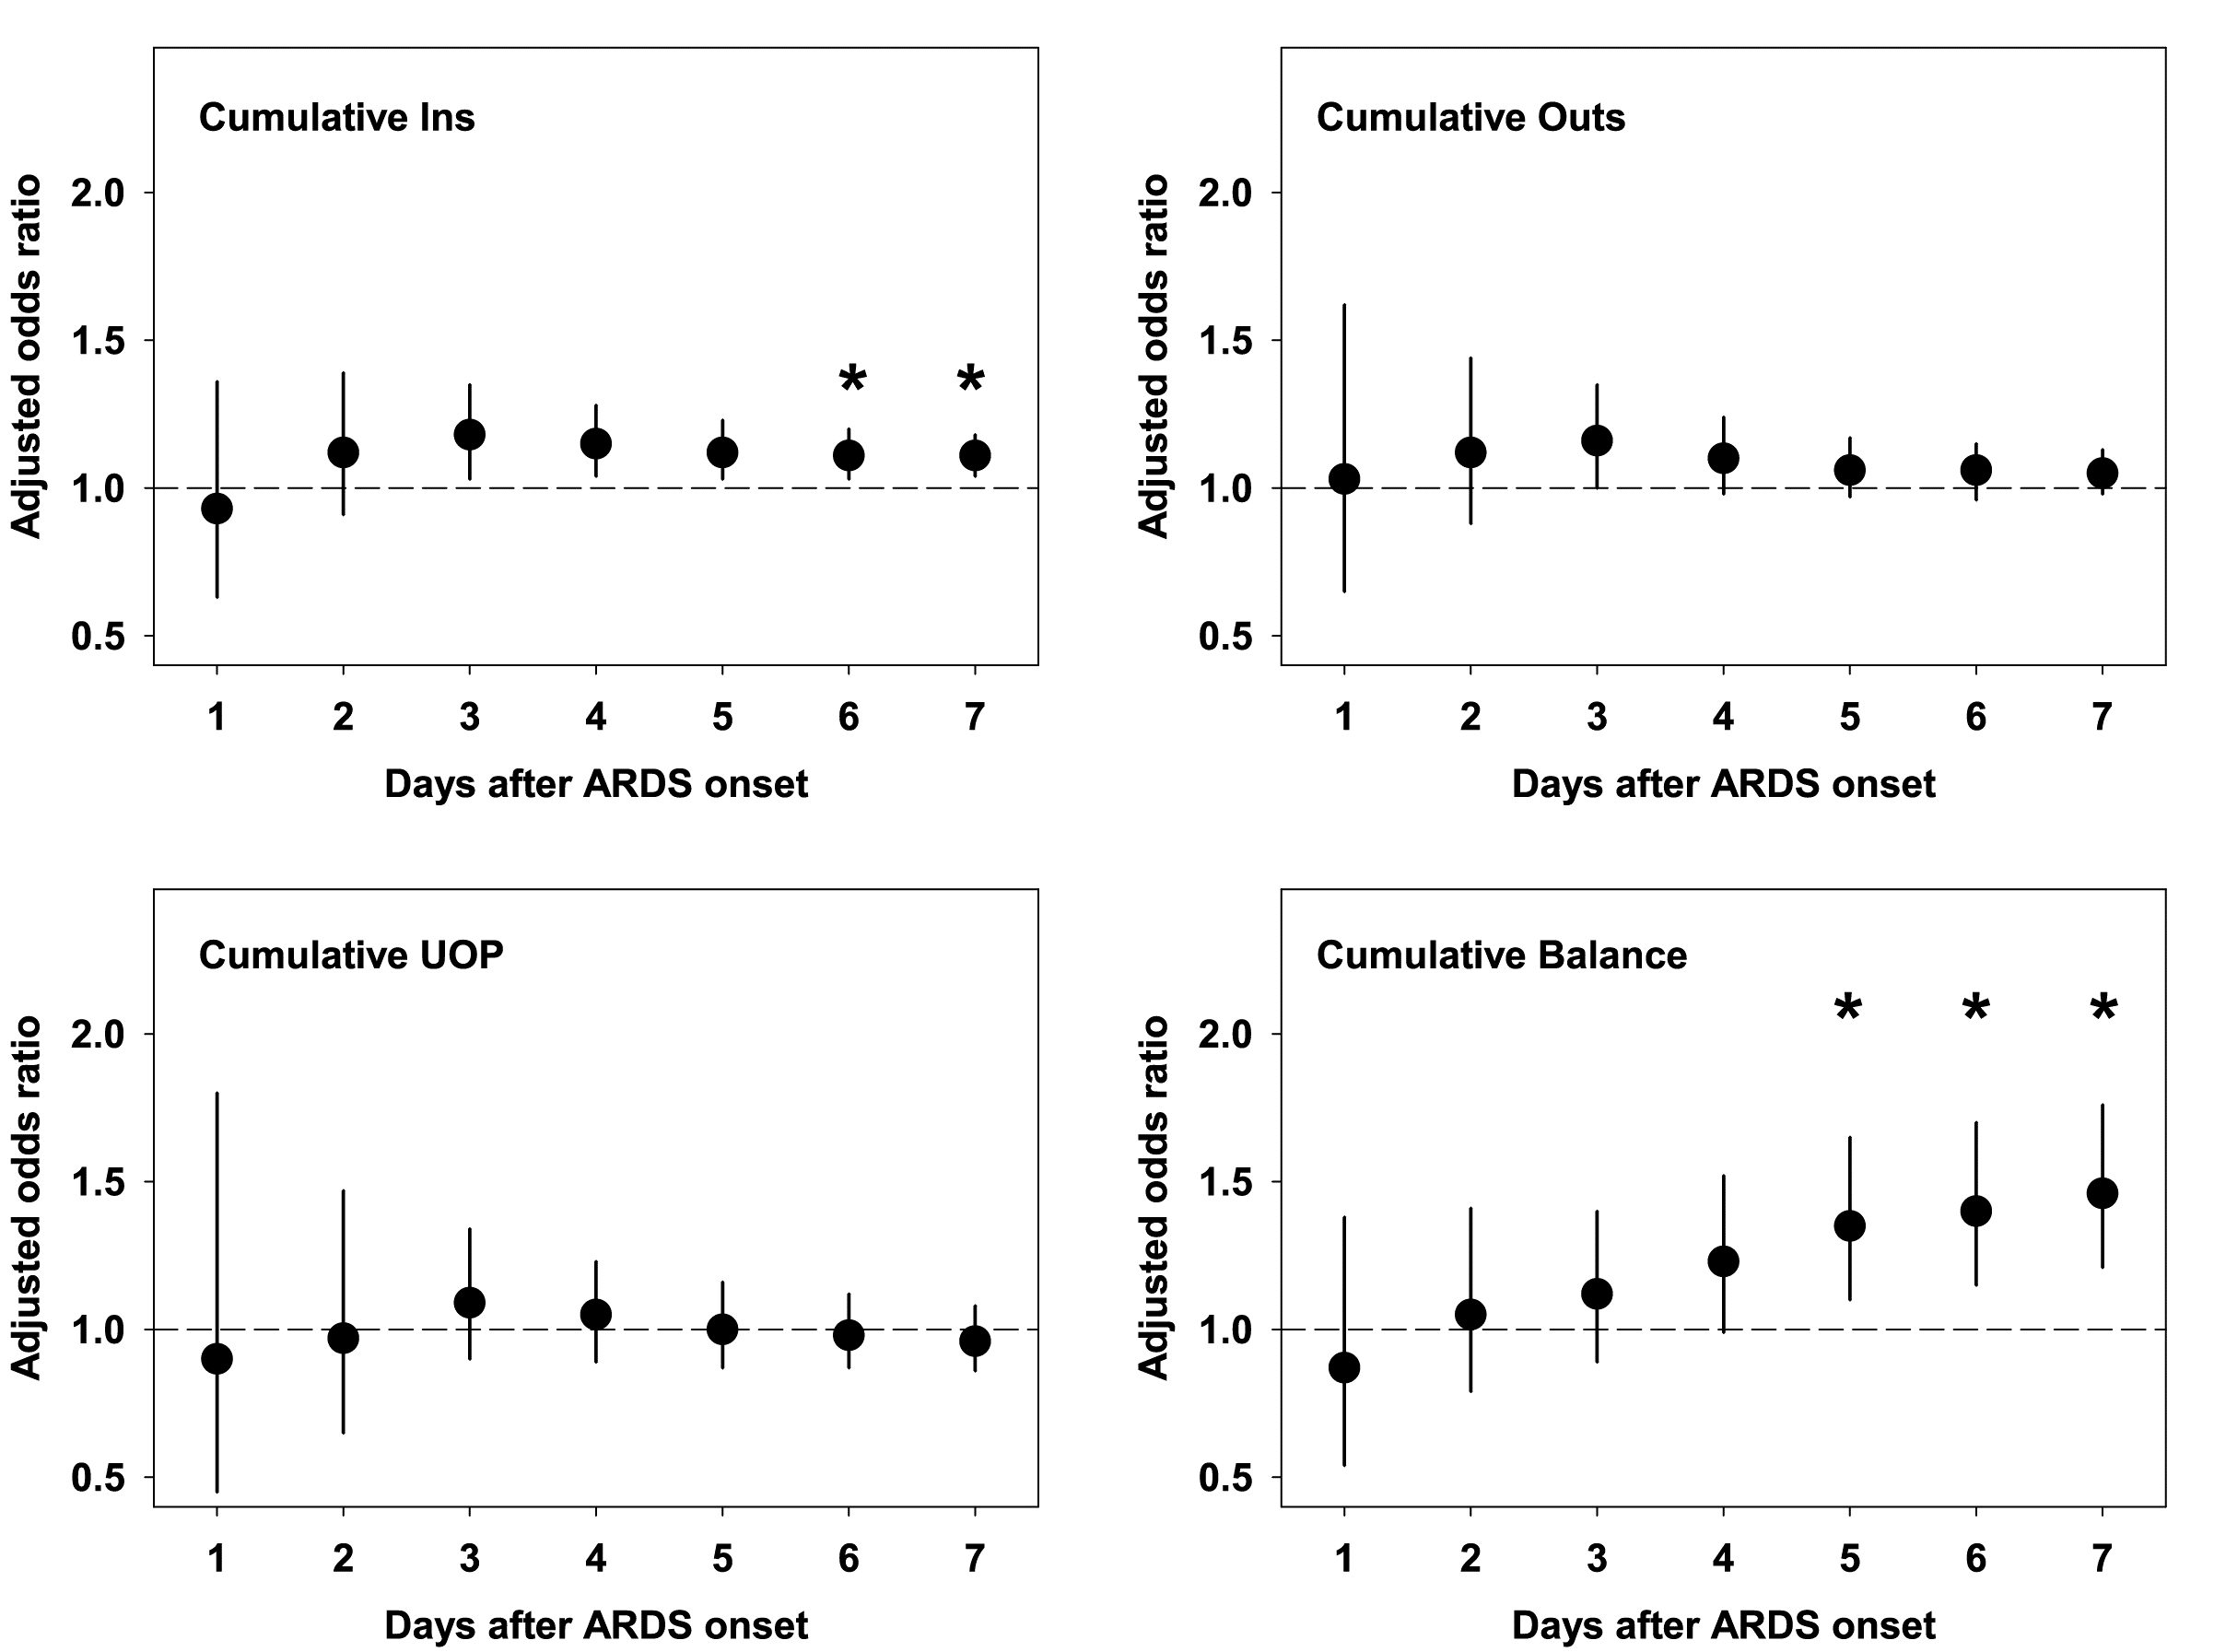 Cumulative Ins
Adjusted odds ratio
2.0
1.5
1.0
0.5
* *
1 2 3 4 5 6 7
Days after ARDS onset
Cumulative Outs
Adjusted odds ratio
2.0
1.5
1.0
0.5
1 2 3 4 5 6 7
Days after ARDS onset
Cumulative UOP
Adjusted odds ratio
2.0
1.5
1.0
0.5
1 2 3 4 5 6 7
Days after ARDS onset
Cumulative Balance
* * *
Adjusted odds ratio
2.0
1.5
1.0
0.5
1 2 3 4 5 6 7
Days after ARDS onset